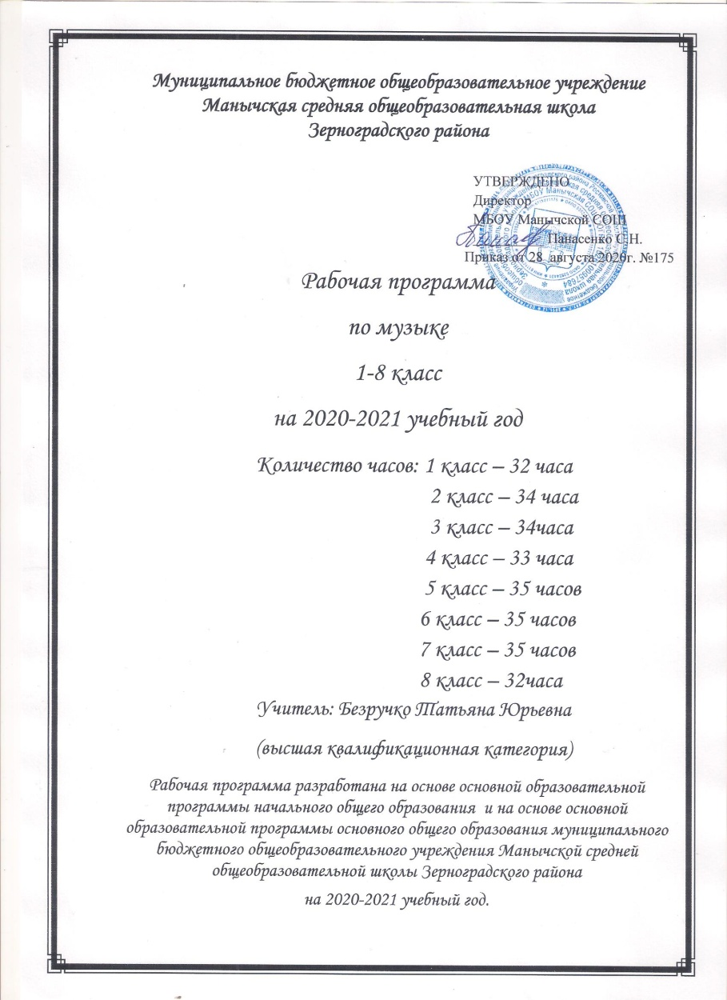 Муниципальное бюджетное общеобразовательное учреждение
Манычская средняя общеобразовательная школа
Зерноградского района
УТВЕРЖДЕНО
Директор
МБОУ Манычской СОШ
Панасенко С.Н.
Приказ от 28 августа 2020г. №175
Рабочая программа
по музыке
1-8 класс
на 2020-2021 учебный год
Количество часов: 1 класс – 32 часа
2 класс – 34 часа
3 класс – 34часа
4 класс – 33 часа
5 класс – 35 часов
6 класс – 35 часов
7 класс – 35 часов
8 класс – 32часа
Учитель: Безручко Татьяна Юрьевна
(высшая квалификационная категория)
Рабочая программа разработана на основе основной образовательной
программы начального общего образования и на основе основной
образовательной программы основного общего образования муниципального
бюджетного общеобразовательного учреждения Манычской средней
общеобразовательной школы Зерноградского района
на 2020-2021 учебный год.